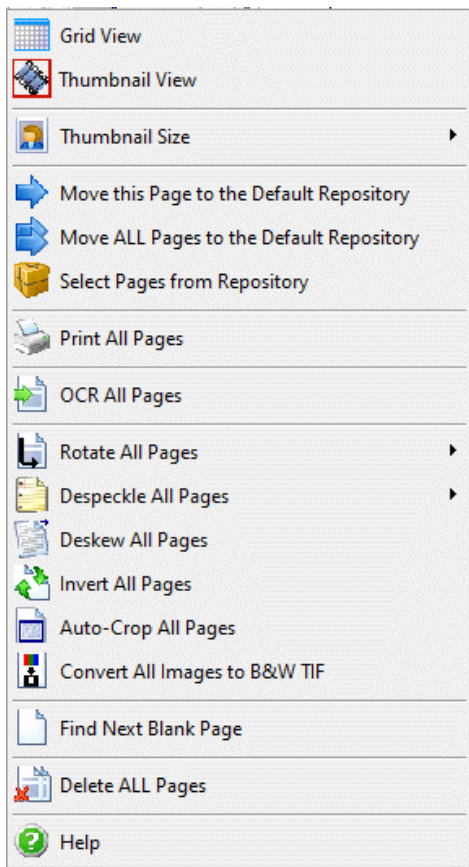 Grid View
Thumbnail View
Thumbnail Size
Move this Page to the Default Repository
Move ALL Pages to the Default Repository
Select Pages from Repository
Print All Pages
OCR All Pages
Rotate All Pages
Despeckle All Pages
Deskew All Pages
Invert All Pages
Auto-Crop All Pages
Convert All Images to B&W TIF
Find Next Blank Page
Delete ALL Pages
Help